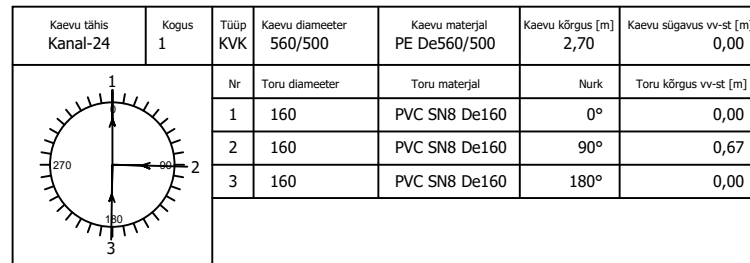 Kaevu tähis Kogus Tüüp Kaevu diameeter Kaevu materjal Kaevu kõrgus [m] Kaevu sügavus vv-st [m]
Kanal-24 1 KVK 560/500 PE De560/500 2,70 0,00
Nr Toru diameeter Toru materjal Nurk Toru kõrgus vv-st [m]
1 160 PVC SN8 De160 0° 0,00
2 160 PVC SN8 De160 90° 0,67
3 160 PVC SN8 De160 180° 0,00
1
0
270 90 2
180
3